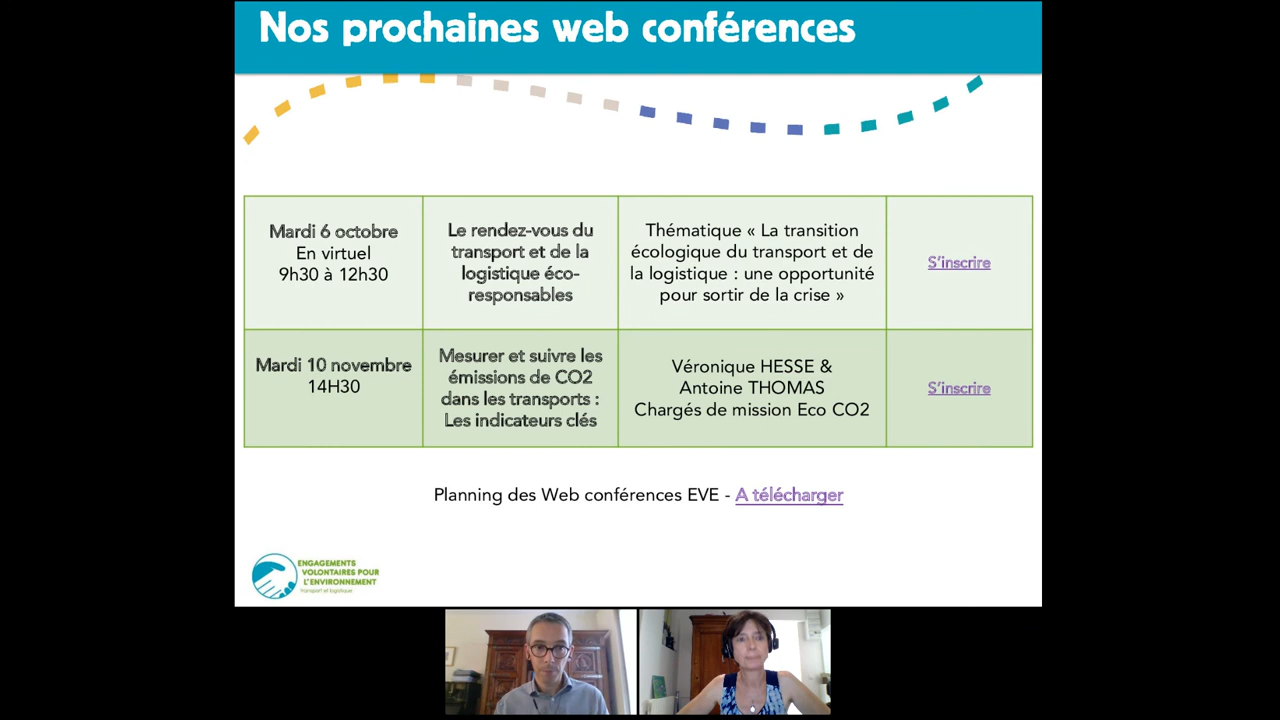 Nos prochaines web conférences
Mardi 6 octobre
En virtuel
9h30 à 12h30
Le rendez-vous du
transport et de la
logistique éco-
responsables
Thématique « La transition
écologique du transport et de
la logistique : une opportunité
pour sortir de la crise »
S'inscrire
Mardi 10 novembre
14H30
Mesurer et suivre les
émissions de CO2
dans les transports :
Les indicateurs clés
Véronique HESSE &
Antoine THOMAS
Chargés de mission Eco CO2
S'inscrire
Planning des Web conférences EVE - A télécharger
ENGAGEMENTS
VOLONTAIRES POUR
L'ENVIRONNEMENT
transport et logistique